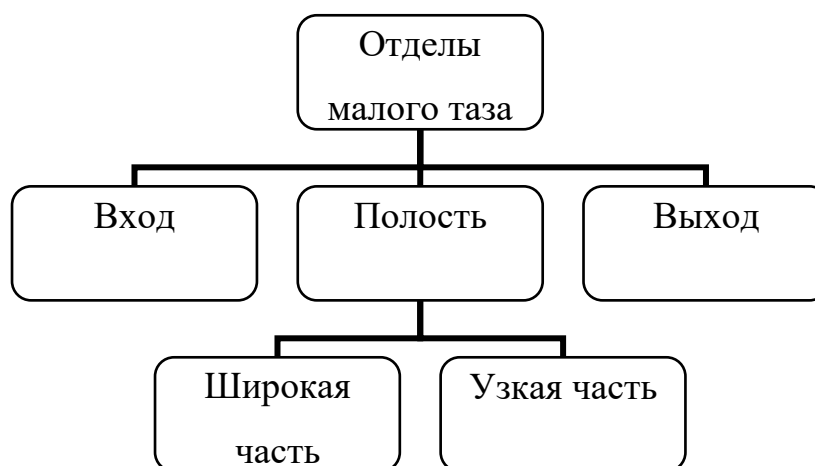 Отделы
малого таза
Вход
Полость
Выход
Широкая
часть
Узкая часть